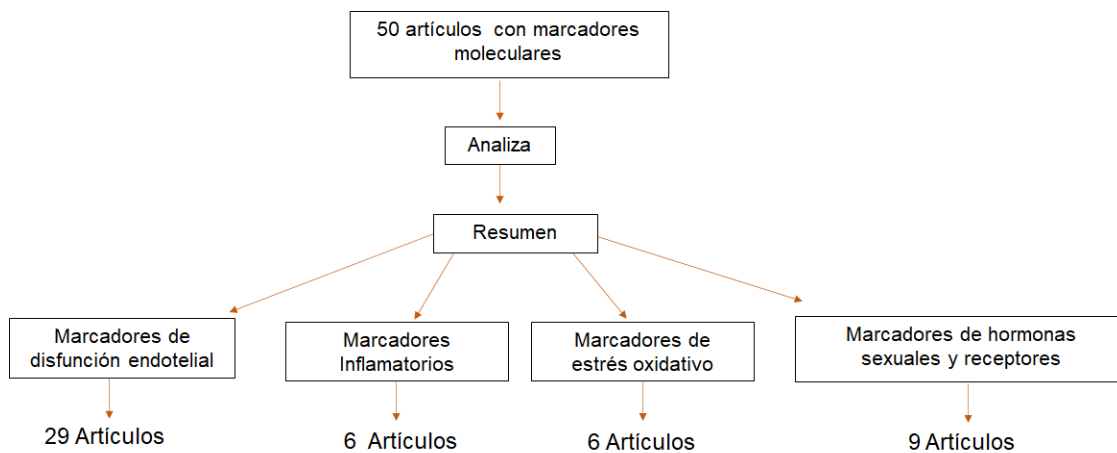 50 artículos con marcadores
moleculares
Analiza
Resumen
Marcadores de
disfunción endotelial
Marcadores
Inflamatorios
Marcadores de
estrés oxidativo
Marcadores de hormonas
sexuales y receptores
29 Artículos
6 Artículos
6 Artículos
9 Artículos